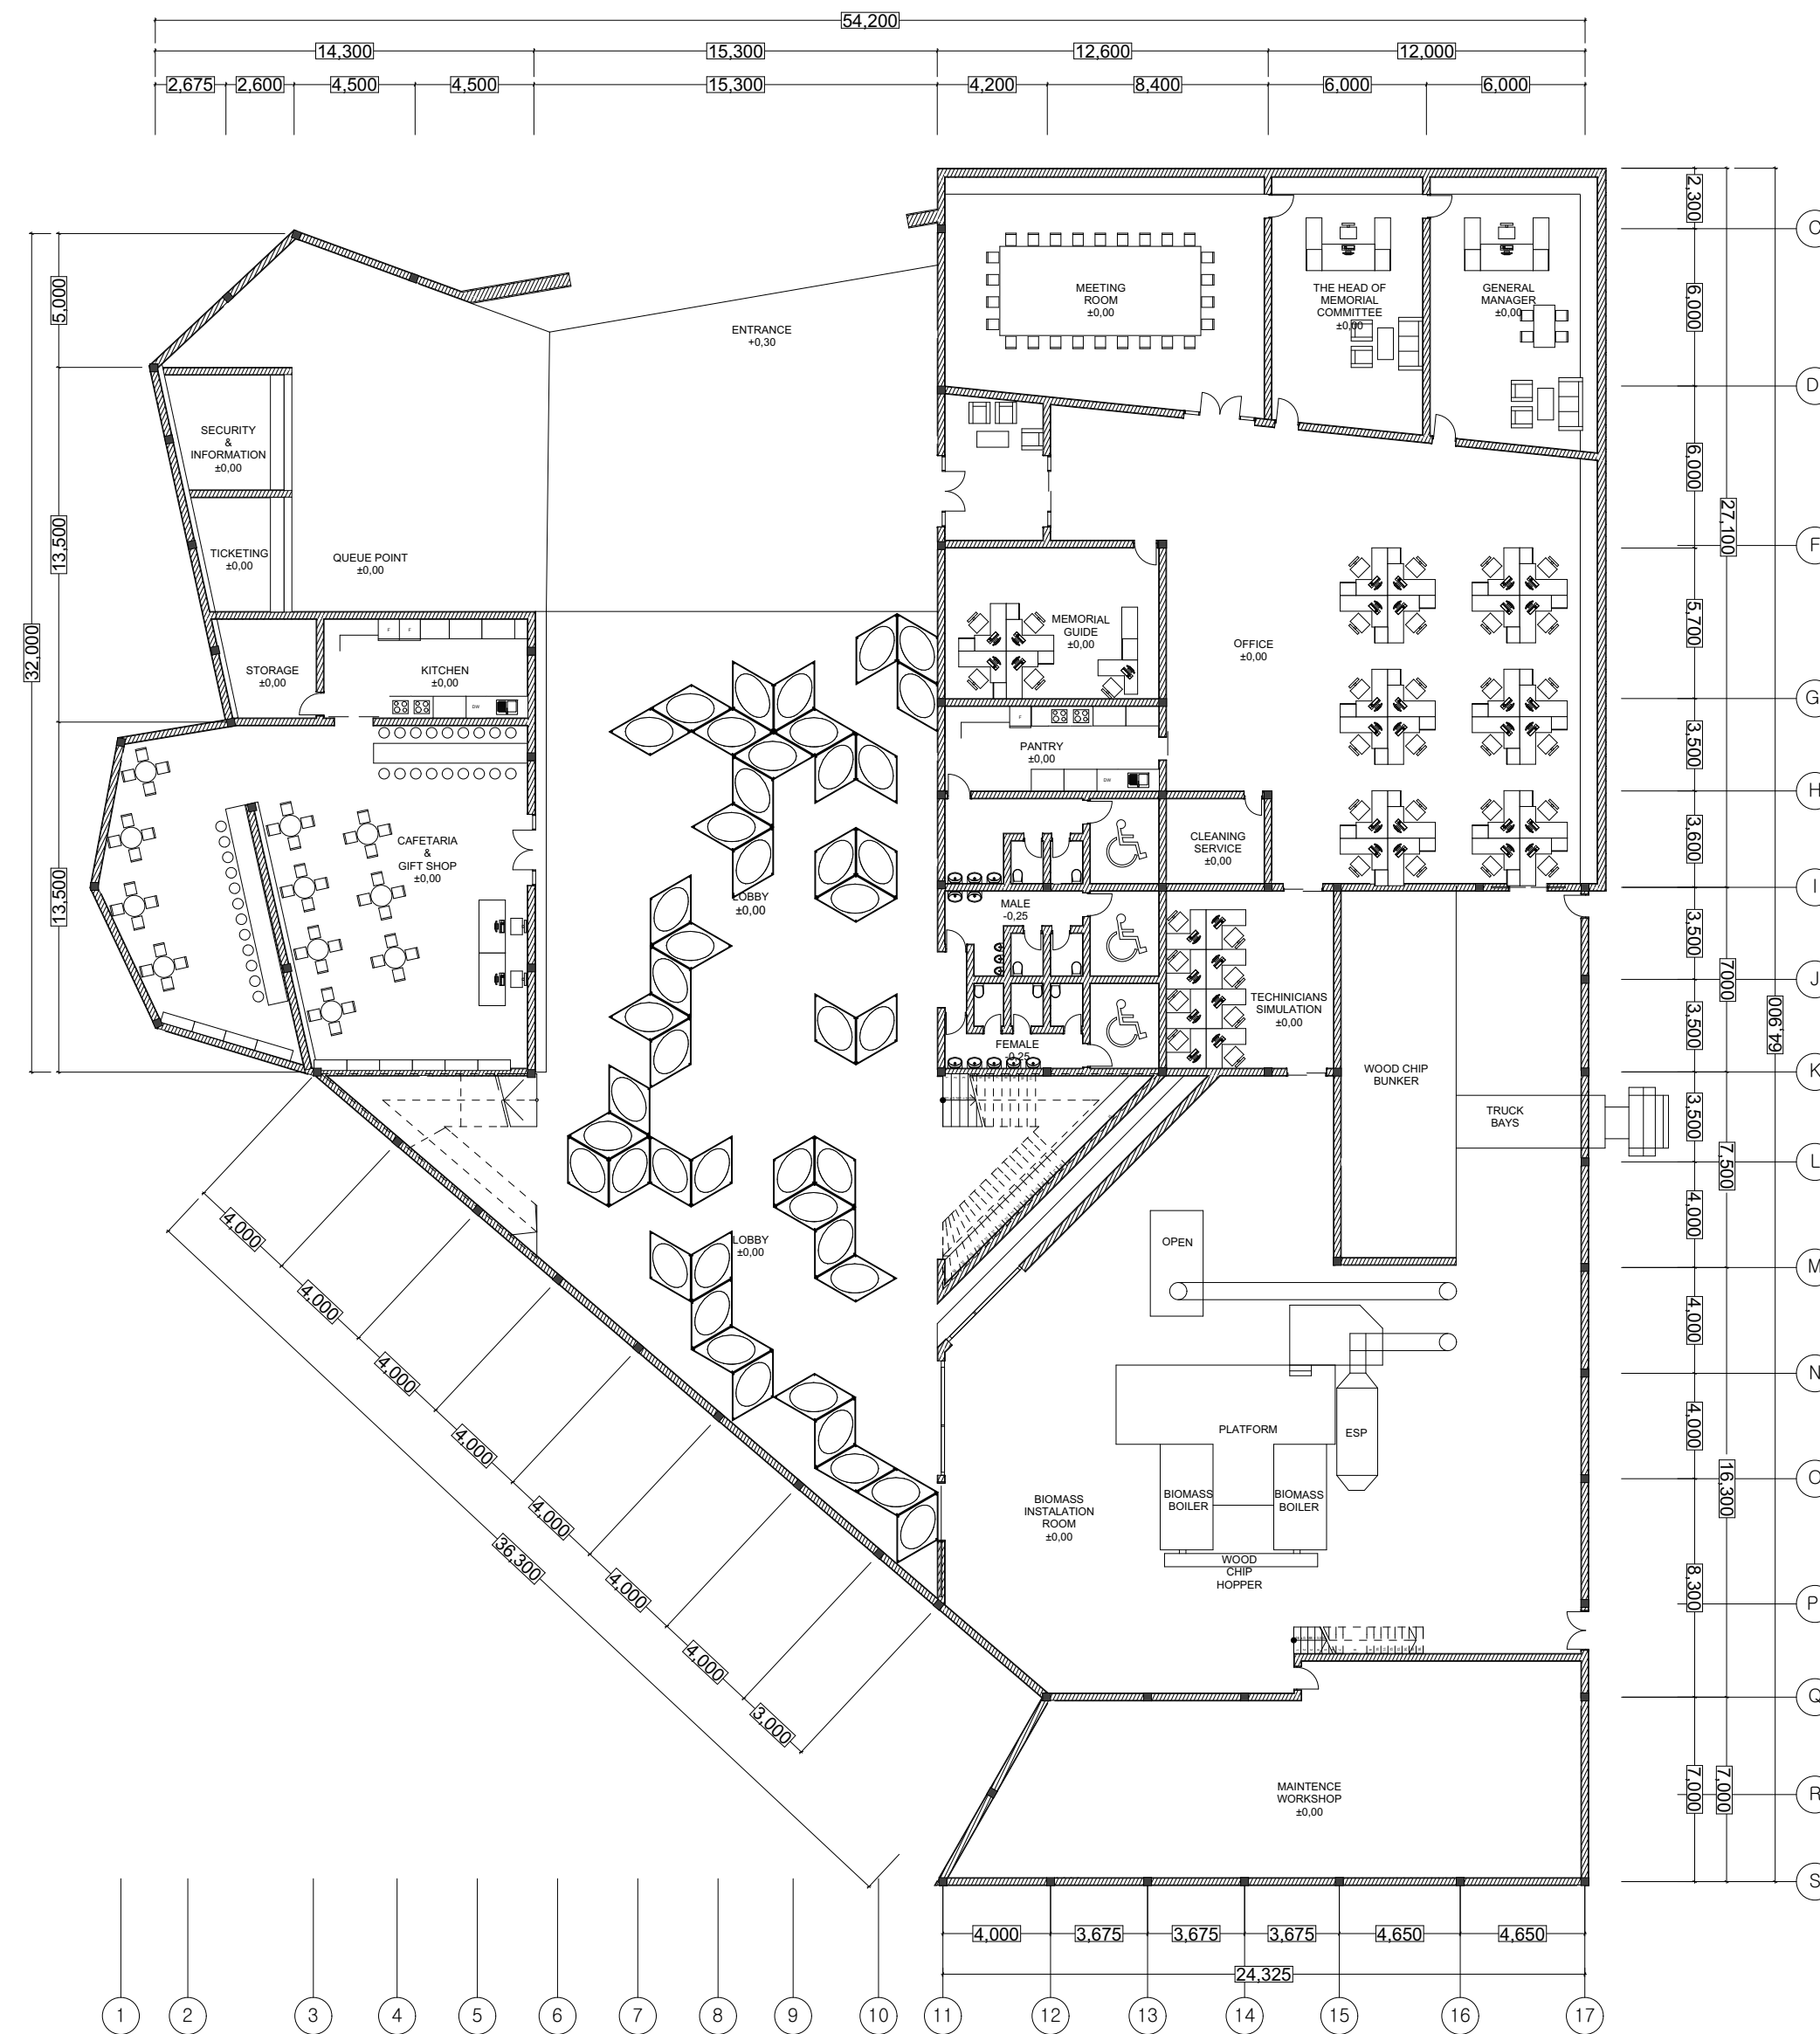 54,200
14,300
15,300
12,600
12,000
2,675
2,600
4,500
4,500
15,300
4,200
8,400
6,000
6,000
2,300
6,000
6,000
5,700
3,500
3,600
3,500
3,500
3,500
4,000
4,000
4,000
8,300
7,000
27,100
7000
7,500
16,300
7,000
64,900
C
D
F
G
H
I
J
K
L
M
N
O
P
Q
R
S
5,000
13,500
13,500
32,000
ENTRANCE
+0,30
MEETING
ROOM
±0,00
THE HEAD OF
MEMORIAL
COMMITTEE
±0,00
GENERAL
MANAGER
±0,00
SECURITY
&
INFORMATION
±0,00
TICKETING
±0,00
QUEUE POINT
±0,00
STORAGE
±0,00
KITCHEN
±0,00
F
F
DW
MEMORIAL
GUIDE
±0,00
OFFICE
±0,00
F
PANTRY
±0,00
DW
CLEANING
SERVICE
±0,00
CAFETARIA
&
GIFT SHOP
±0,00
LOBBY
±0,00
MALE
-0,25
FEMALE
-0,25
TECHINICIANS
SIMULATION
±0,00
WOOD CHIP
BUNKER
TRUCK
BAYS
LOBBY
±0,00
OPEN
PLATFORM
ESP
BIOMASS
BOILER
BIOMASS
BOILER
BIOMASS
INSTALATION
ROOM
±0,00
WOOD
CHIP
HOPPER
MAINTENCE
WORKSHOP
±0,00
4,000
4,000
4,000
4,000
4,000
4,000
4,000
3,000
36,300
4,000
3,675
3,675
3,675
4,650
4,650
24,325
1
2
3
4
5
6
7
8
9
10
11
12
13
14
15
16
17